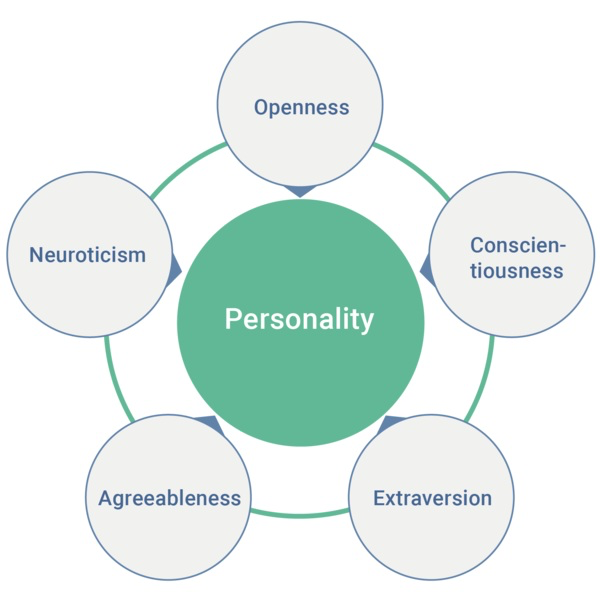 Openness
Neuroticism
Conscien-
tiousness
Personality
Agreeableness
Extraversion